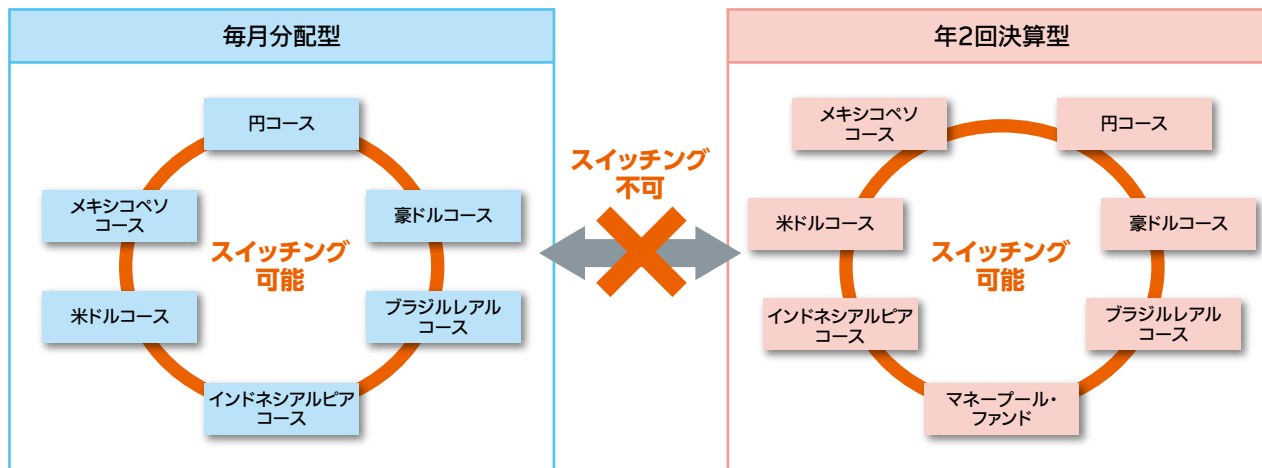 毎月分配型
円コース
メキシコペソ
コース
豪ドルコース
スイッチング
可能
米ドルコース
ブラジルレアル
コース
インドネシアルピア
コース
スイッチング
不可
年2回決算型
メキシコペソ
コース
円コース
米ドルコース
豪ドルコース
スイッチング
可能
インドネシアルピア
コース
ブラジルレアル
コース
マネープール・
ファンド